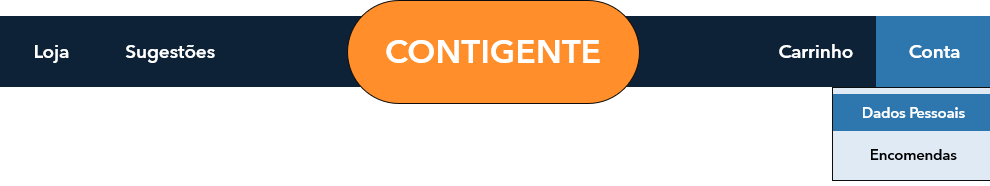 Loja Sugestões CONTIGENTE Carrinho Conta
Dados Pessoais
Encomendas